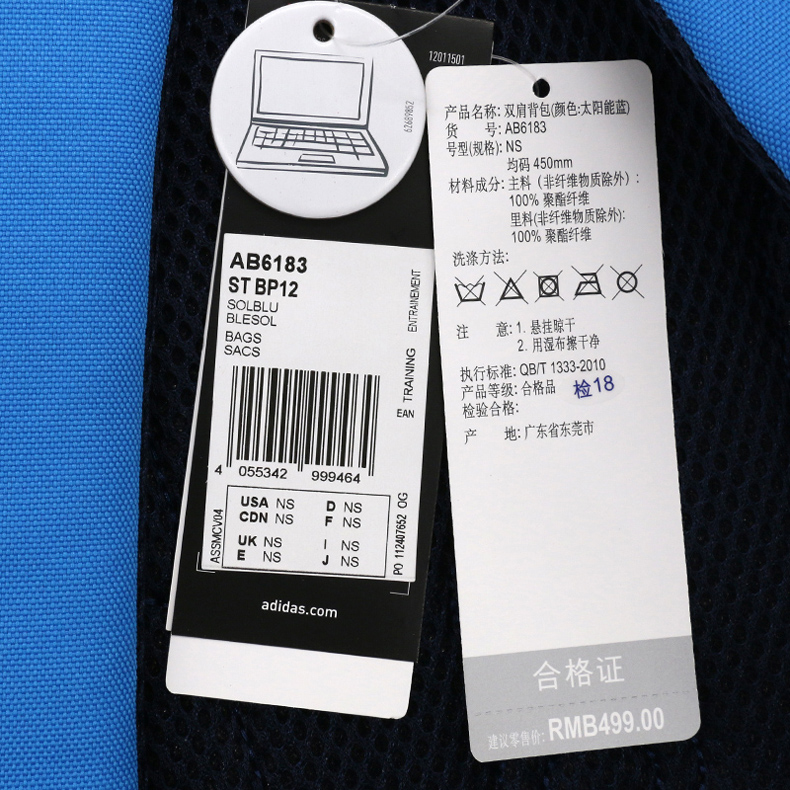 62689852
12011501
AB6183
ST BP12
SOLBLU
BLESOL
BAGS
SACS
TRAINING
ENTRAINEMENT
EAN
4 055342 999464
USA NS D NS
CDN NS F NS
UK NS I NS
E NS J NS
ASSMCV04
PO 112407652 OG
adidas.com
产品名称: 双肩背包(颜色:太阳能蓝)
货 号: AB6183
号型(规格): NS
均码 450mm
材料成分: 主料（非纤维物质除外）:
100% 聚酯纤维
里料(非纤维物质除外):
100% 聚酯纤维
洗涤方法:
注 意: 1. 悬挂晾干
2. 用湿布擦干净
执行标准: QB/T 1333-2010
产品等级: 合格品
检验合格:
检18
产 地: 广东省东莞市
合格证
建议零售价: RMB499.00